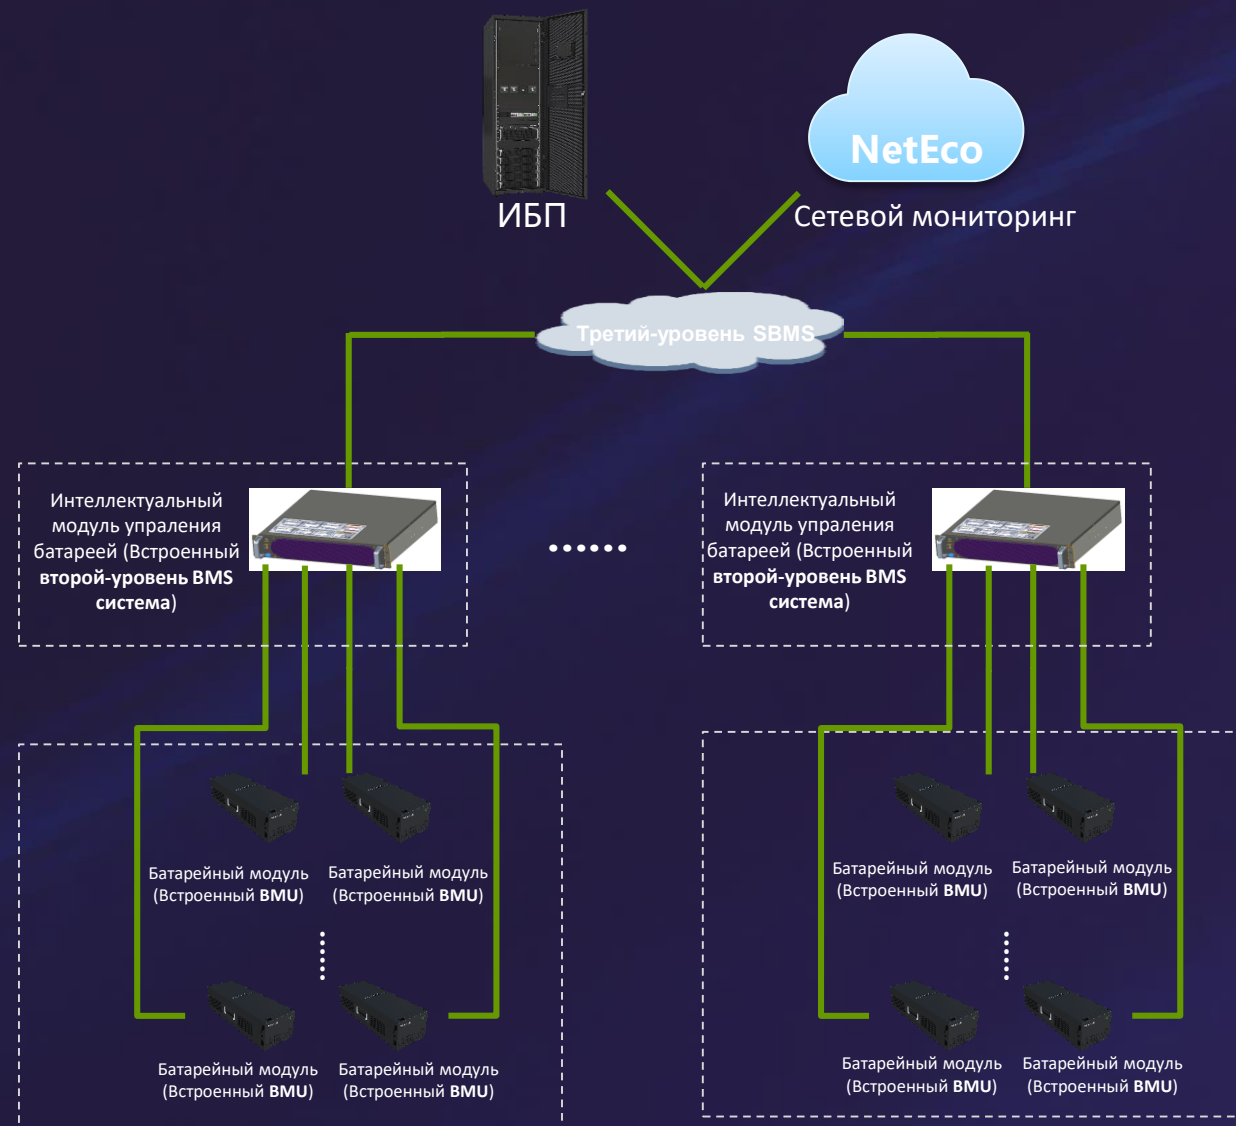 NetEco
ИБП
Сетевой мониторинг
Третий-уровень SBMS
Интеллектуальный
модуль упраления
батареей (Встроенный
второй-уровень BMS
система)
......
Интеллектуальный
модуль упраления
батареей (Встроенный
второй-уровень BMS
система)
Батарейный модуль
(Встроенный BMU)
Батарейный модуль
(Встроенный BMU)
Батарейный модуль
(Встроенный BMU)
Батарейный модуль
(Встроенный BMU)
......
......
Батарейный модуль
(Встроенный BMU)
Батарейный модуль
(Встроенный BMU)
Батарейный модуль
(Встроенный BMU)
Батарейный модуль
(Встроенный BMU)